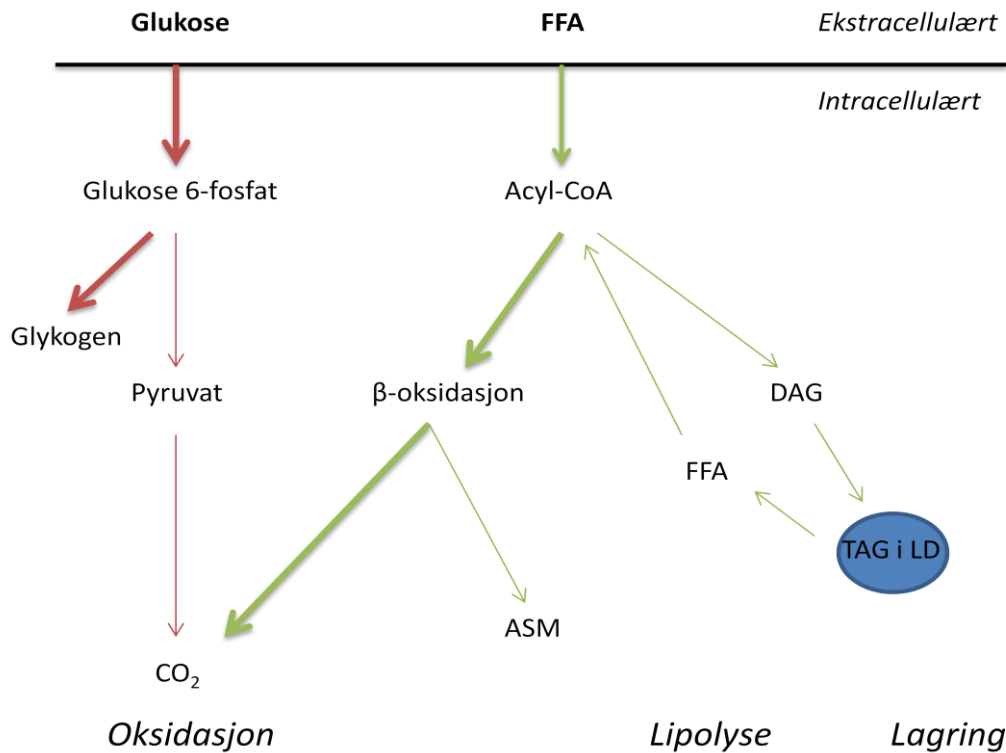 Glukose FFA Ekstracellulært
Intracellulært
Glukose 6-fosfat Acyl-CoA
Glykogen
Pyruvat β-oksidasjon DAG
FFA
TAG i LD
ASM
CO₂
Oksidasjon Lipolyse Lagring